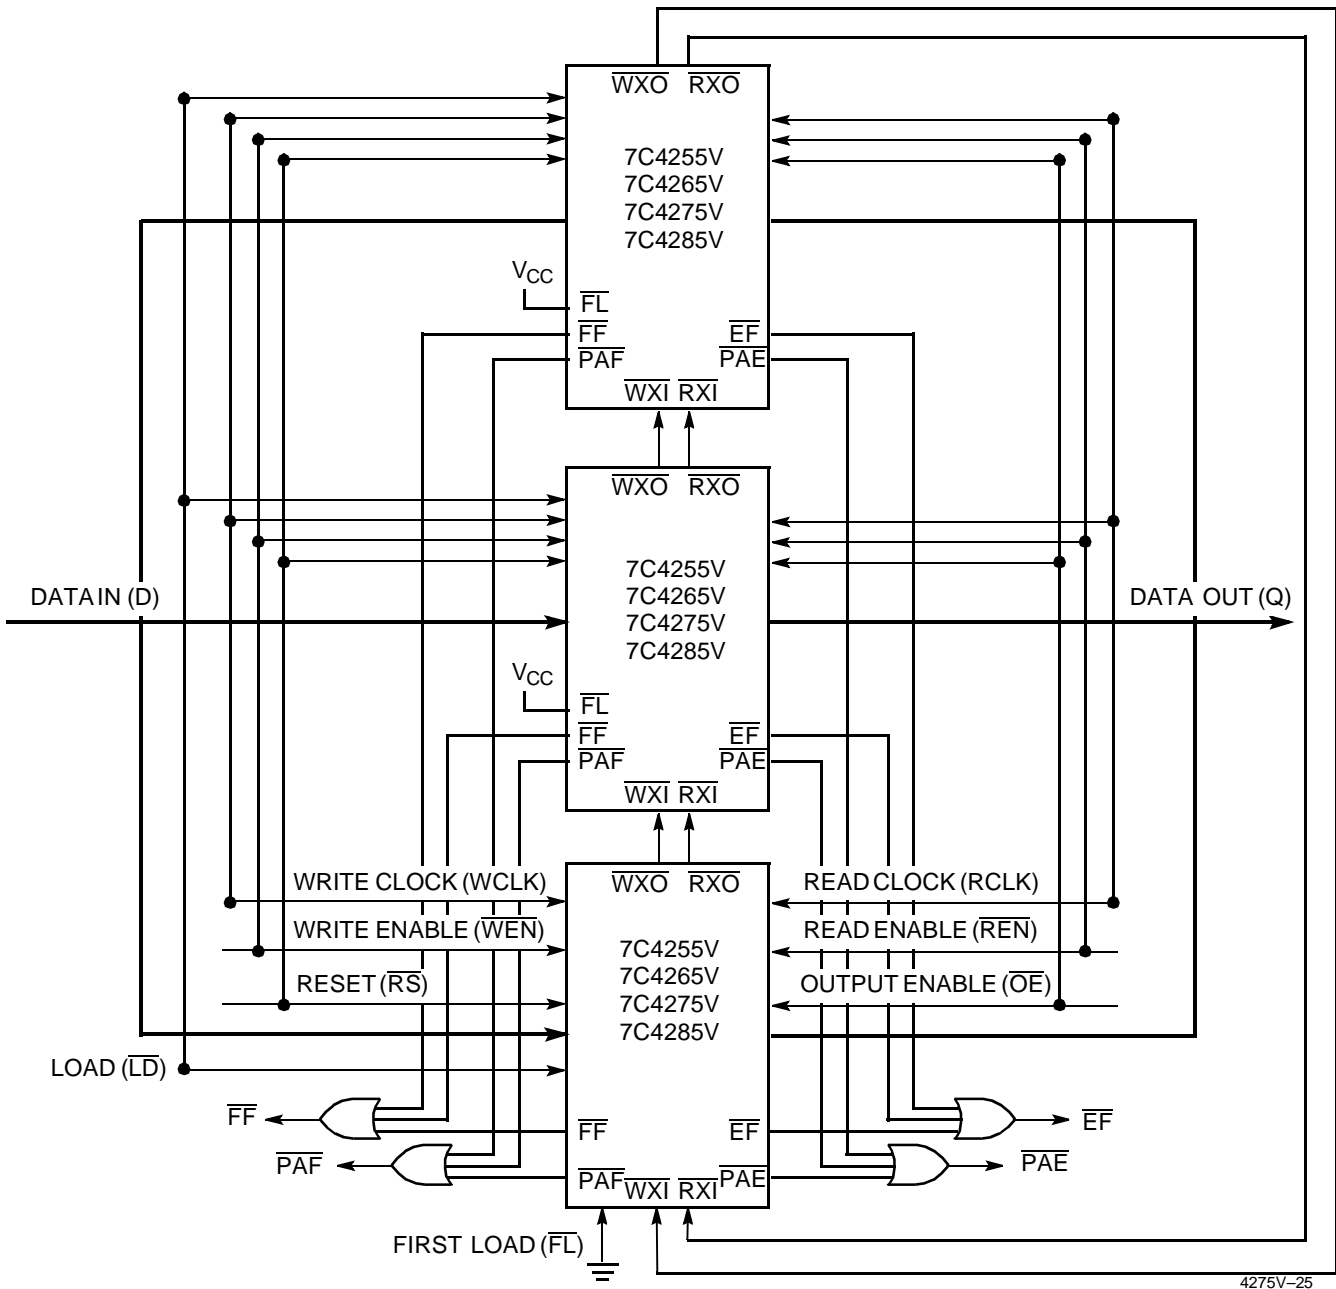 WXO RXO
7C4255V
7C4265V
7C4275V
7C4285V
VCC
FL
FF
EF
PAF
PAE
WXI RXI
WXO RXO
7C4255V
7C4265V
7C4275V
7C4285V
DATA IN (D)
DATA OUT (Q)
VCC
FL
FF
EF
PAF
PAE
WXI RXI
WXO RXO
WRITE CLOCK (WCLK)
READ CLOCK (RCLK)
WRITE ENABLE (WEN)
READ ENABLE (REN)
7C4255V
7C4265V
7C4275V
7C4285V
RESET (RS)
OUTPUT ENABLE (OE)
LOAD (LD)
FF
FF
EF
EF
PAF
PAF
WXI RXI
PAE
PAE
FIRST LOAD (FL)
4275V–25